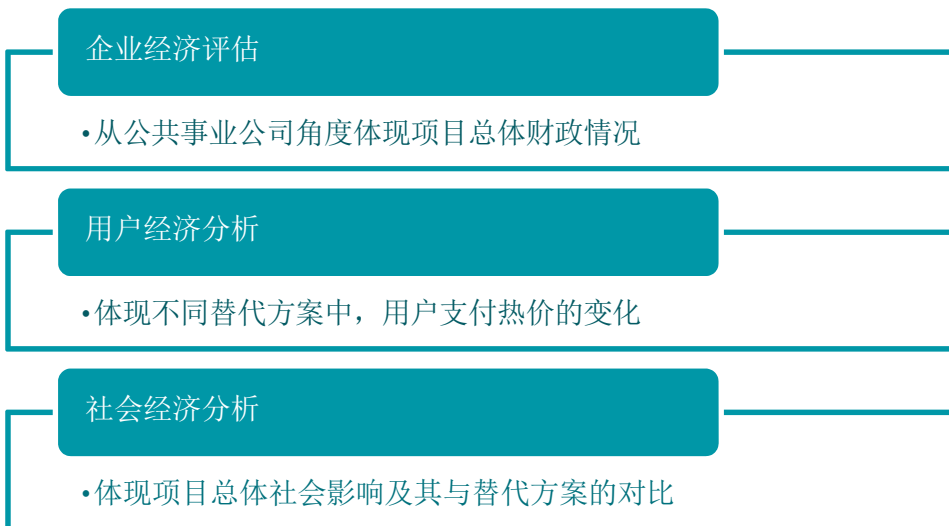 企业经济评估
•从公共事业公司角度体现项目总体财政情况
用户经济分析
•体现不同替代方案中，用户支付热价的变化
社会经济分析
•体现项目总体社会影响及其与替代方案的对比